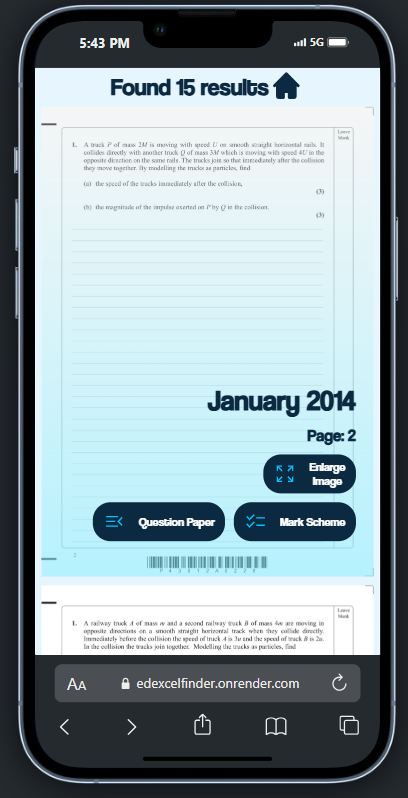 5:43 PM
5G
Found 15 results
Leave
blank
1. A truck P of mass 2M is moving with speed U on smooth straight horizontal rails. It
collides directly with another truck Q of mass 3M which is moving with speed 4U in the
opposite direction on the same rails. The trucks join so that immediately after the collision
they move together. By modelling the trucks as particles, find
(a) the speed of the trucks immediately after the collision,
(3)
(b) the magnitude of the impulse exerted on P by Q in the collision.
(3)
January 2014
Page: 2
Enlarge
Image
Question Paper
Mark Scheme
2
Leave
blank
1. A railway truck A of mass m and a second railway truck B of mass 4m are moving in
opposite directions on a smooth straight horizontal track when they collide directly.
Immediately before the collision the speed of truck A is 3u and the speed of truck B is 2u.
In the collision the trucks join together. Modelling the trucks as particles, find
AA
edexcelfinder.onrender.com